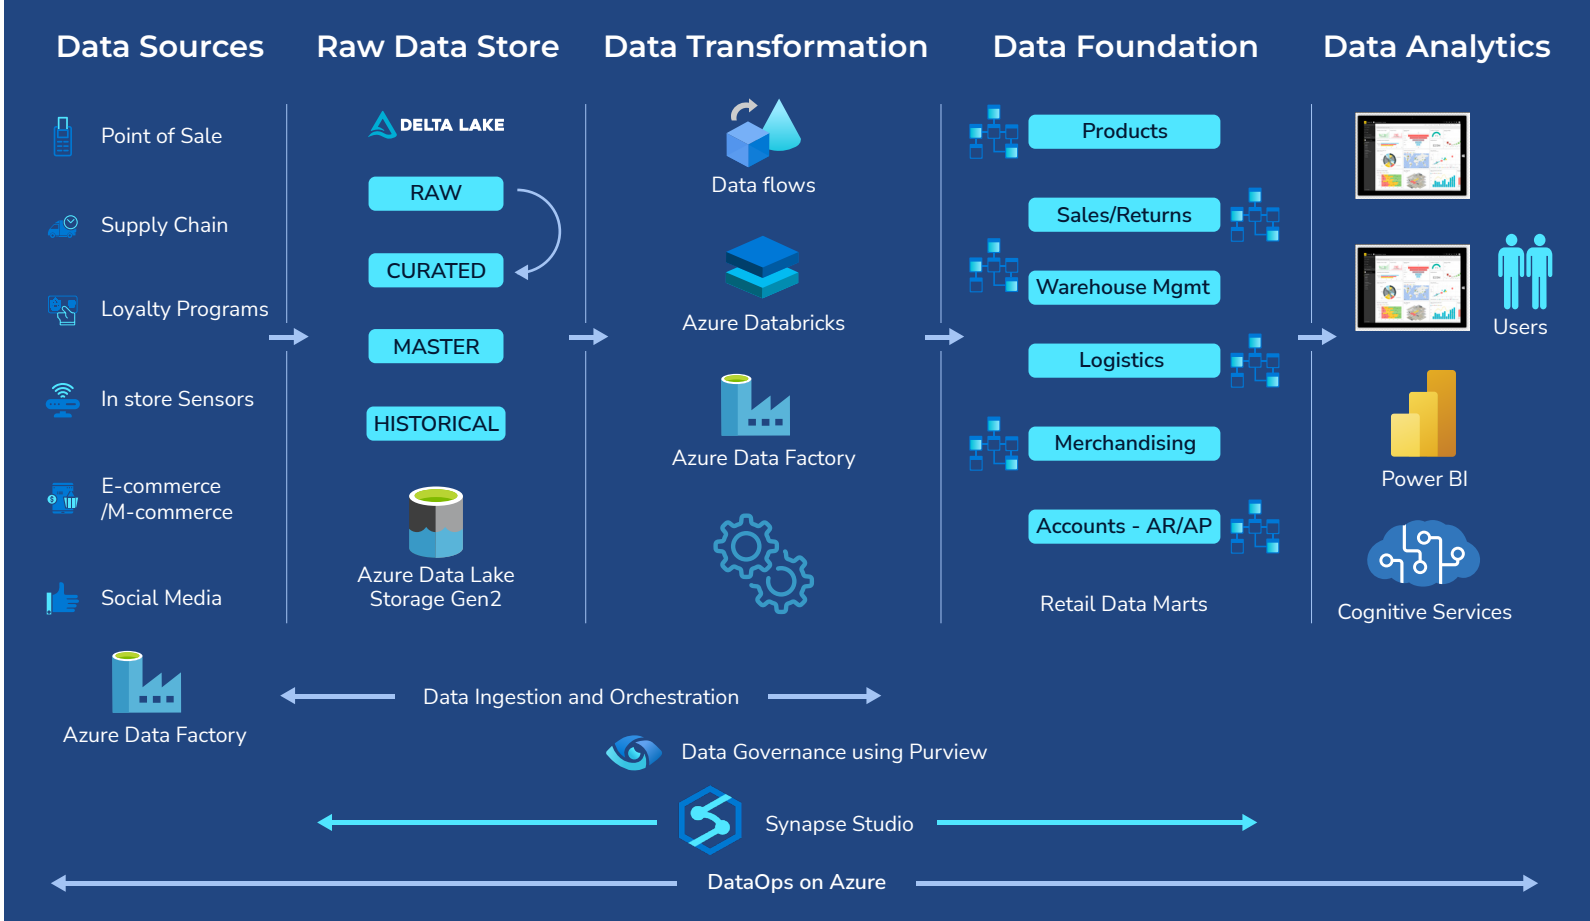 Data Sources
Raw Data Store
Data Transformation
Data Foundation
Data Analytics
Point of Sale
Supply Chain
Loyalty Programs
In store Sensors
E-commerce
/M-commerce
Social Media
Azure Data Factory
DELTA LAKE
RAW
CURATED
MASTER
HISTORICAL
Azure Data Lake
Storage Gen2
Data flows
Azure Databricks
Azure Data Factory
Products
Sales/Returns
Warehouse Mgmt
Logistics
Merchandising
Accounts - AR/AP
Retail Data Marts
Users
Power BI
Cognitive Services
Data Ingestion and Orchestration
Data Governance using Purview
Synapse Studio
DataOps on Azure